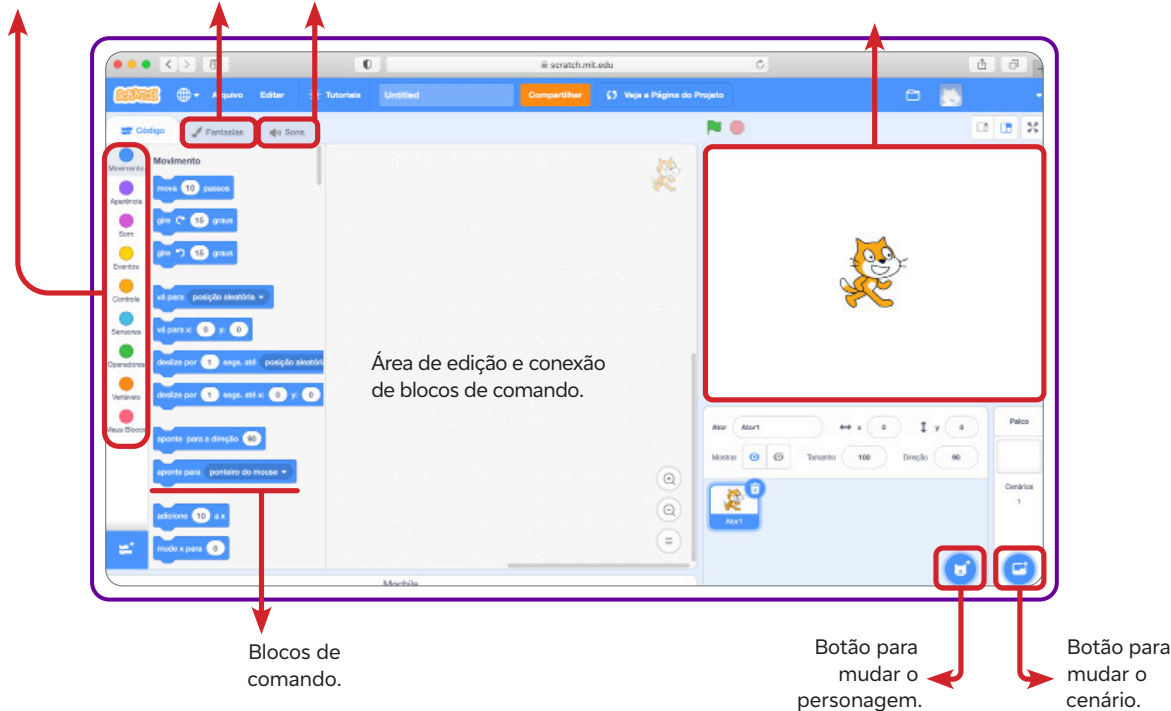 scratch.mit.edu
SCRATCH
Arquivo
Editar
Tutoriais
Untitled
Compartilhar
Veja a Página do Projeto
Código
Fantasias
Sons
Movimento
Aparência
Som
Eventos
Controle
Sensores
Operadores
Variáveis
Meus Blocos
Movimento
mova 10 passos
gire 15 graus
gire 15 graus
vá para posição aleatória
vá para x: 0 y: 0
deslize por 1 segs. até posição aleatória
deslize por 1 segs. até x: 0 y: 0
aponte para a direção 90
aponte para ponteiro do mouse
adicione 10 a x
mude x para 0
Área de edição e conexão
de blocos de comando.
Ator Ator1 x 0 y 0
Mostrar Tamanho 100 Direção 90
Ator1
Palco
Cenários
1
Mochila
Blocos de
comando.
Botão para
mudar o
personagem.
Botão para
mudar o
cenário.